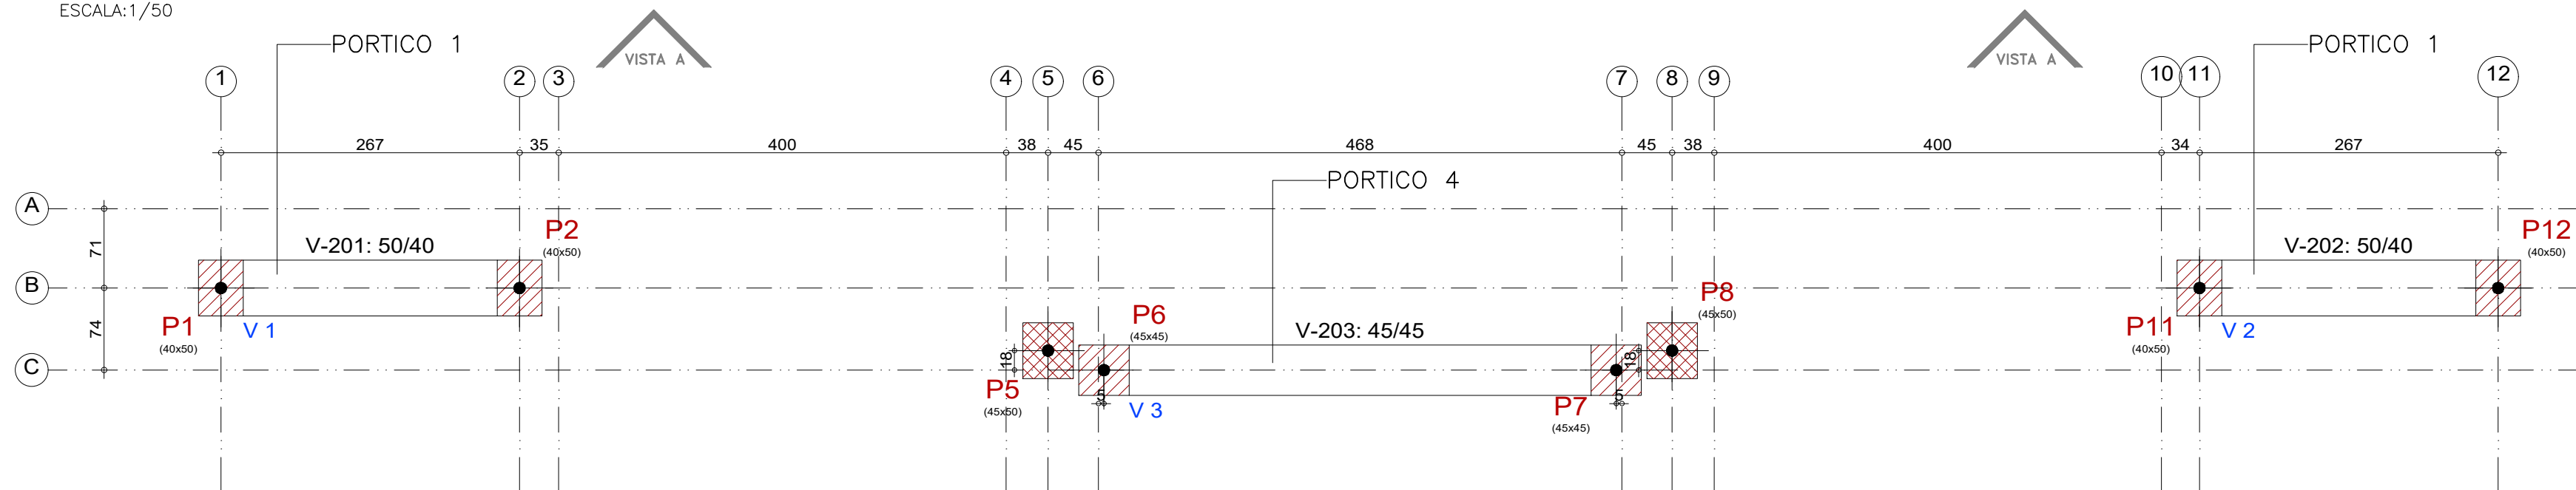 ESCALA:1/50
PORTICO 1
VISTA A
VISTA A
PORTICO 1
1
2
3
4
5
6
7
8
9
10
11
12
267
35
400
38
45
468
45
38
400
34
267
PORTICO 4
A
71
V-201: 50/40
P2
(40x50)
V-202: 50/40
P12
(40x50)
B
P8
(45x50)
P6
(45x45)
P1
(40x50)
V 1
74
V-203: 45/45
P11
(40x50)
V 2
18
18
C
P5
(45x50)
5
V 3
5
P7
(45x45)